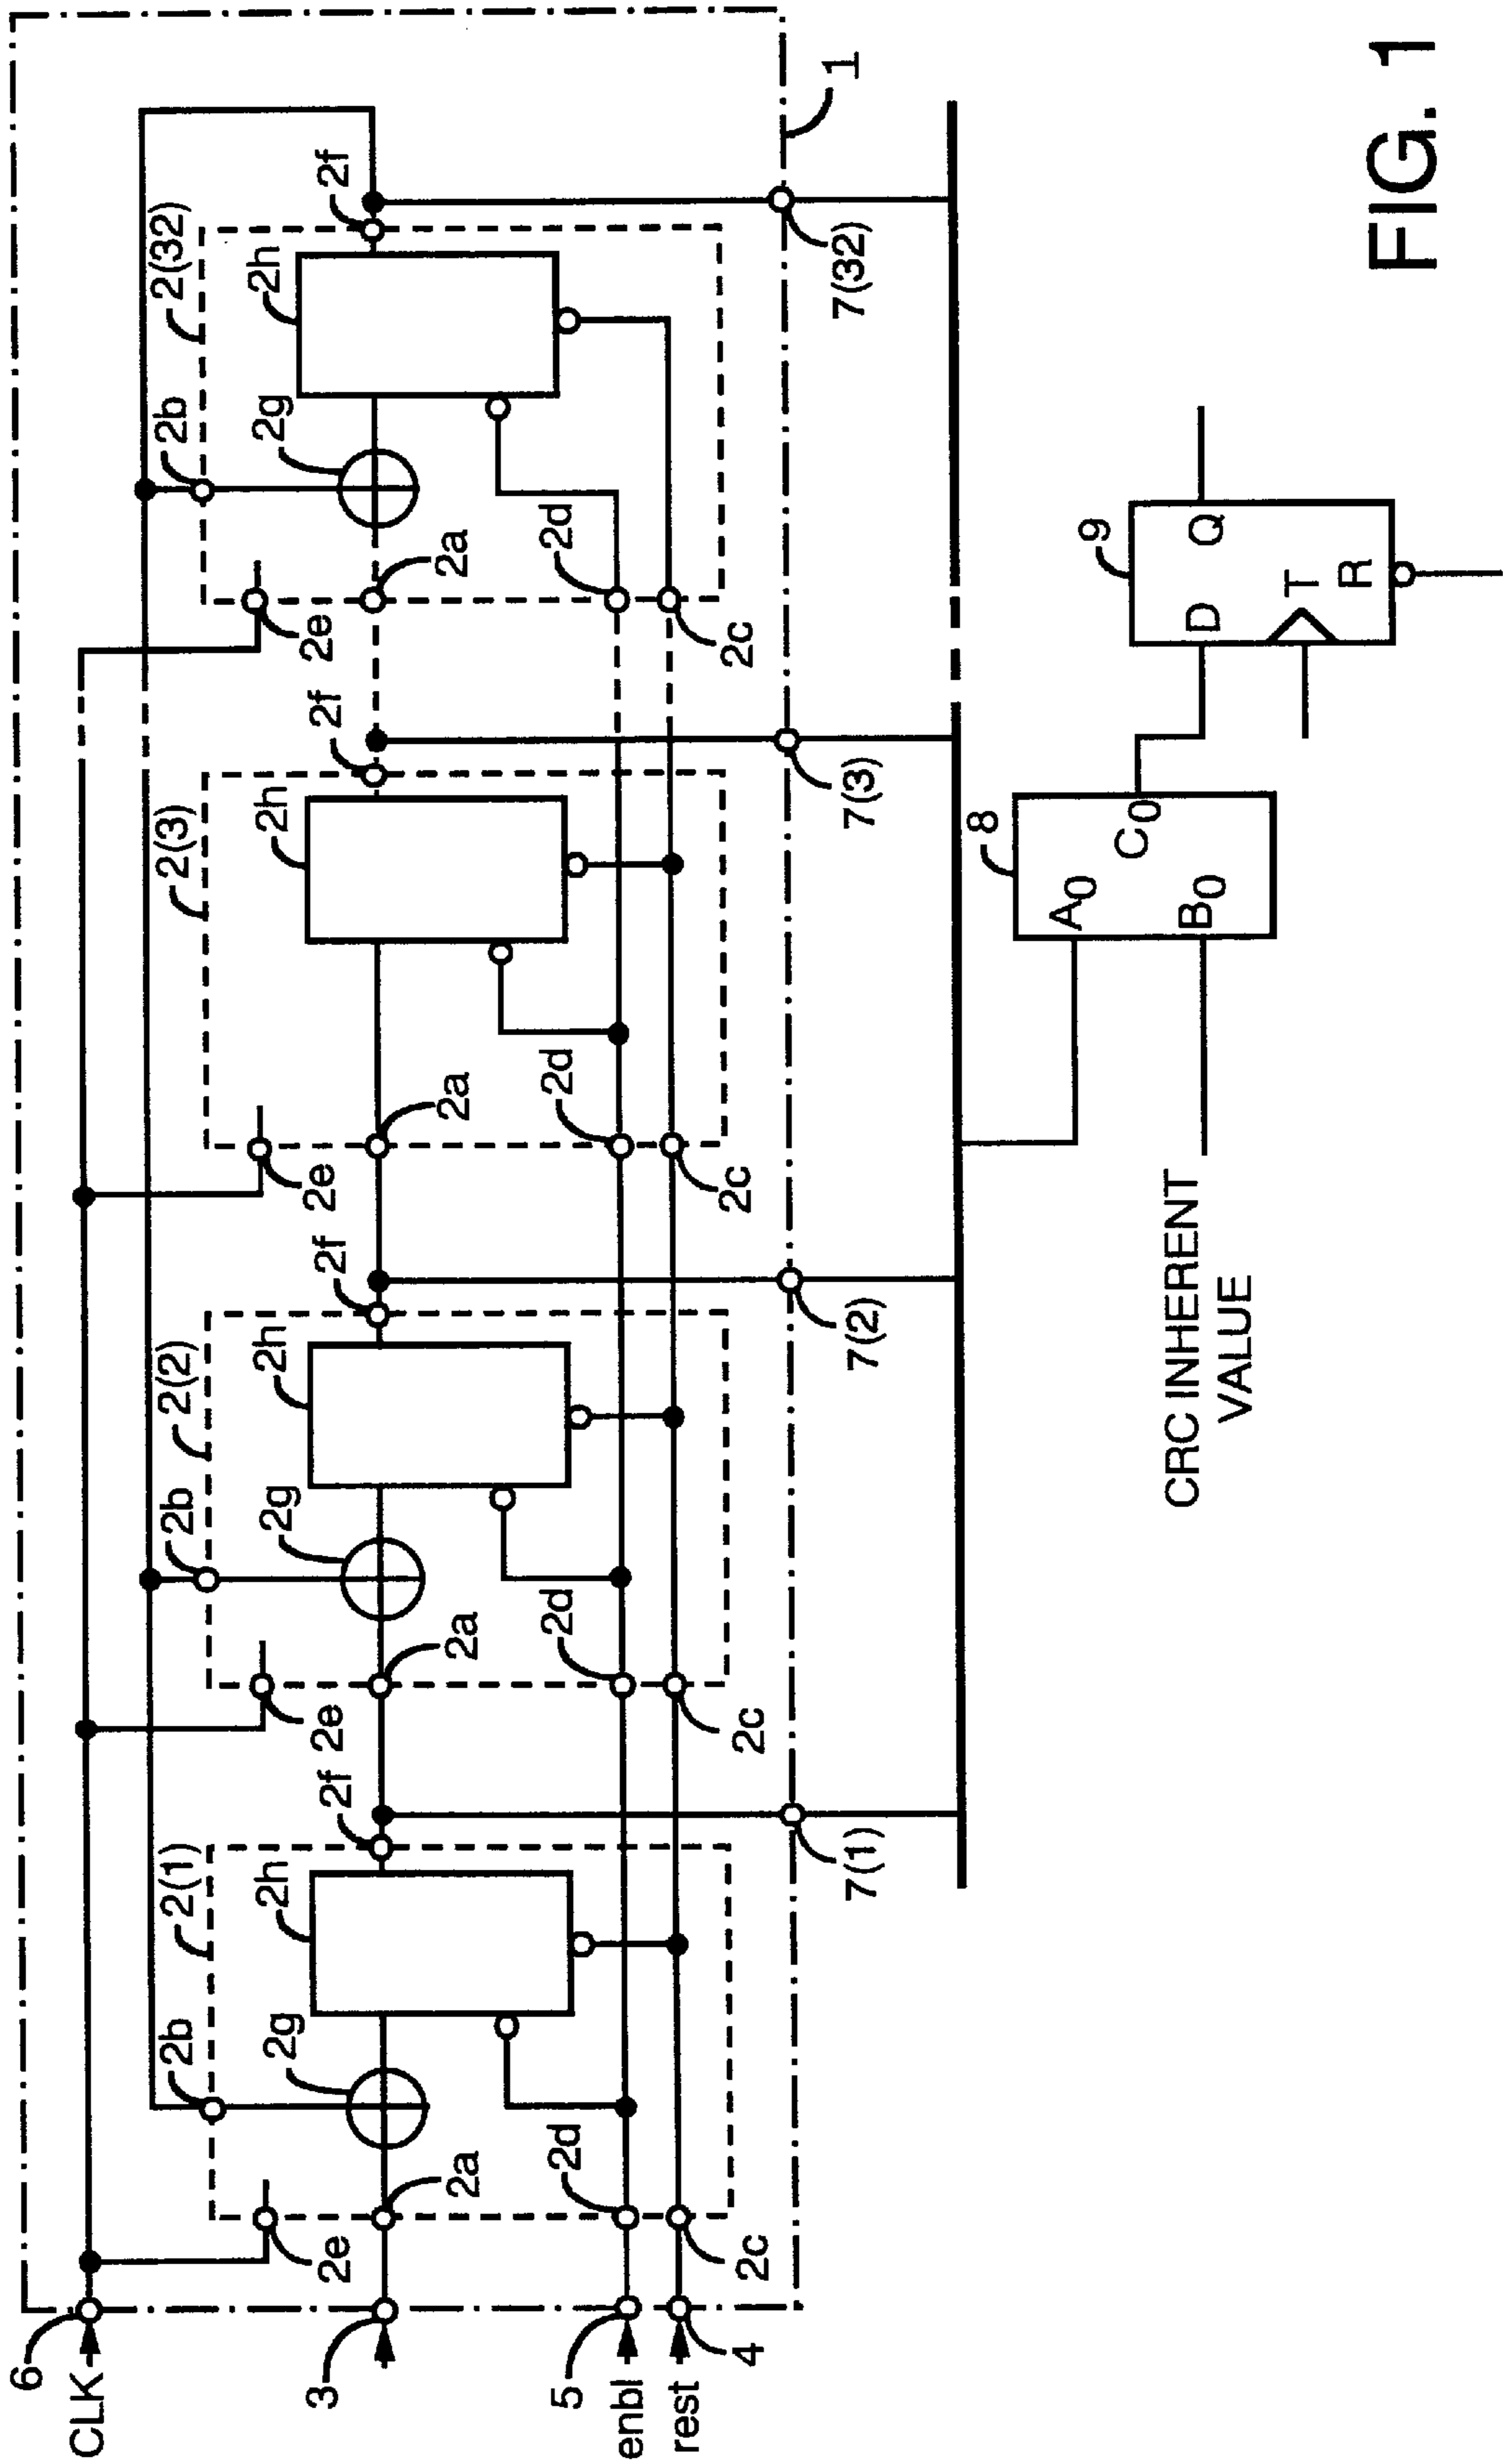 6
CLK
3
5
enbl
rest
4
2e
2a
2d
2c
2b
2(1)
2g
2h
2f
7(1)
2e
2a
2d
2c
2b
2(2)
2g
2h
2f
7(2)
2e
2a
2d
2c
2(3)
2h
2f
7(3)
2e
2a
2d
2c
2b
2(32)
2g
2h
2f
7(32)
1
CRC INHERENT
VALUE
8
A0
B0
C0
9
D
Q
T
R
FIG. 1